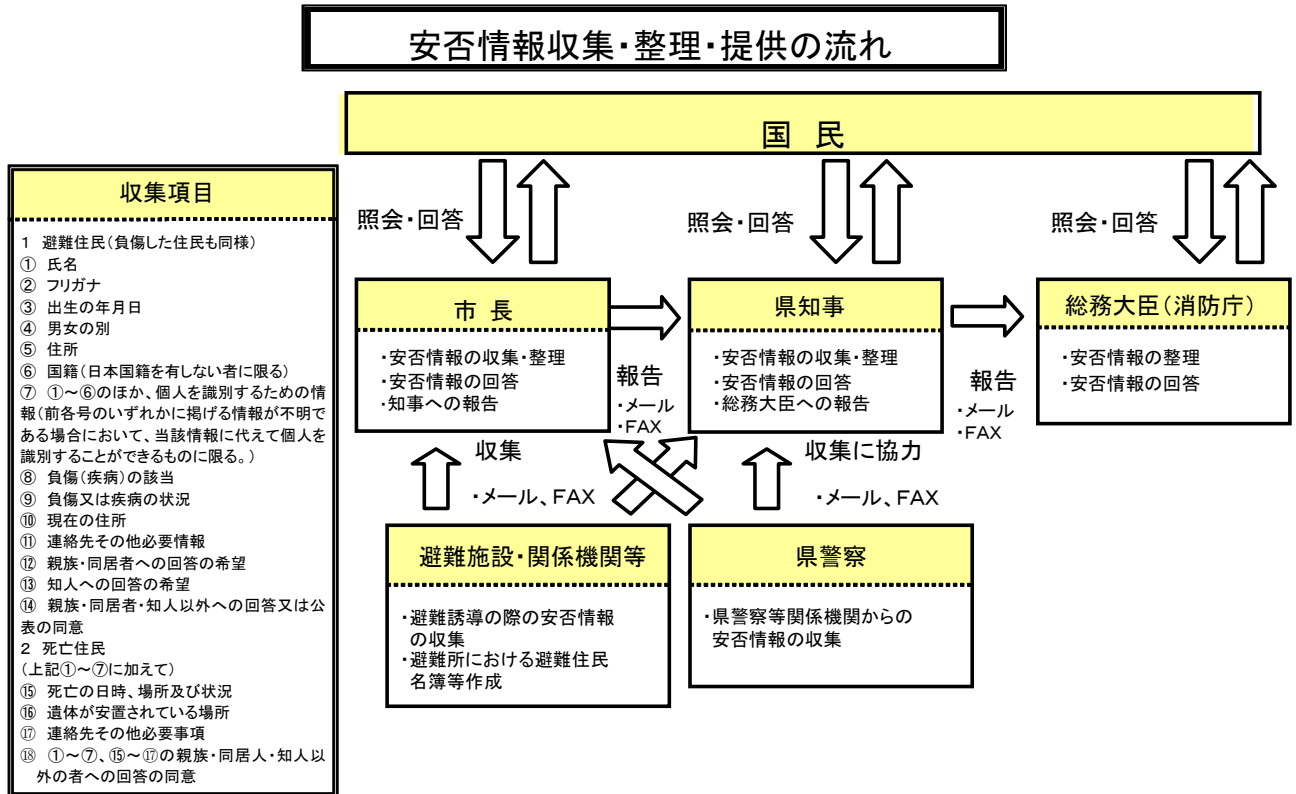 安否情報収集・整理・提供の流れ
国 民
収集項目
1 避難住民(負傷した住民も同様)
① 氏名
② フリガナ
③ 出生の年月日
④ 男女の別
⑤ 住所
⑥ 国籍(日本国籍を有しない者に限る)
⑦ ①～⑥のほか、個人を識別するための情
報(前各号のいずれかに掲げる情報が不明で
ある場合において、当該情報に代えて個人を
識別することができるものに限る。)
⑧ 負傷(疾病)の該当
⑨ 負傷又は疾病の状況
⑩ 現在の住所
⑪ 連絡先その他必要情報
⑫ 親族・同居者への回答の希望
⑬ 知人への回答の希望
⑭ 親族・同居者・知人以外への回答又は公
表の同意
2 死亡住民
(上記①～⑦に加えて)
⑮ 死亡の日時、場所及び状況
⑯ 遺体が安置されている場所
⑰ 連絡先その他必要事項
⑱ ①～⑦、⑮～⑰の親族・同居人・知人以
外の者への回答の同意
照会・回答
照会・回答
照会・回答
市 長
・安否情報の収集・整理
・安否情報の回答
・知事への報告
報告
・メール
・FAX
県知事
・安否情報の収集・整理
・安否情報の回答
・総務大臣への報告
報告
・メール
・FAX
総務大臣(消防庁)
・安否情報の整理
・安否情報の回答
収集
・メール、FAX
収集に協力
・メール、FAX
避難施設・関係機関等
・避難誘導の際の安否情報
の収集
・避難所における避難住民
名簿等作成
県警察
・県警察等関係機関からの
安否情報の収集